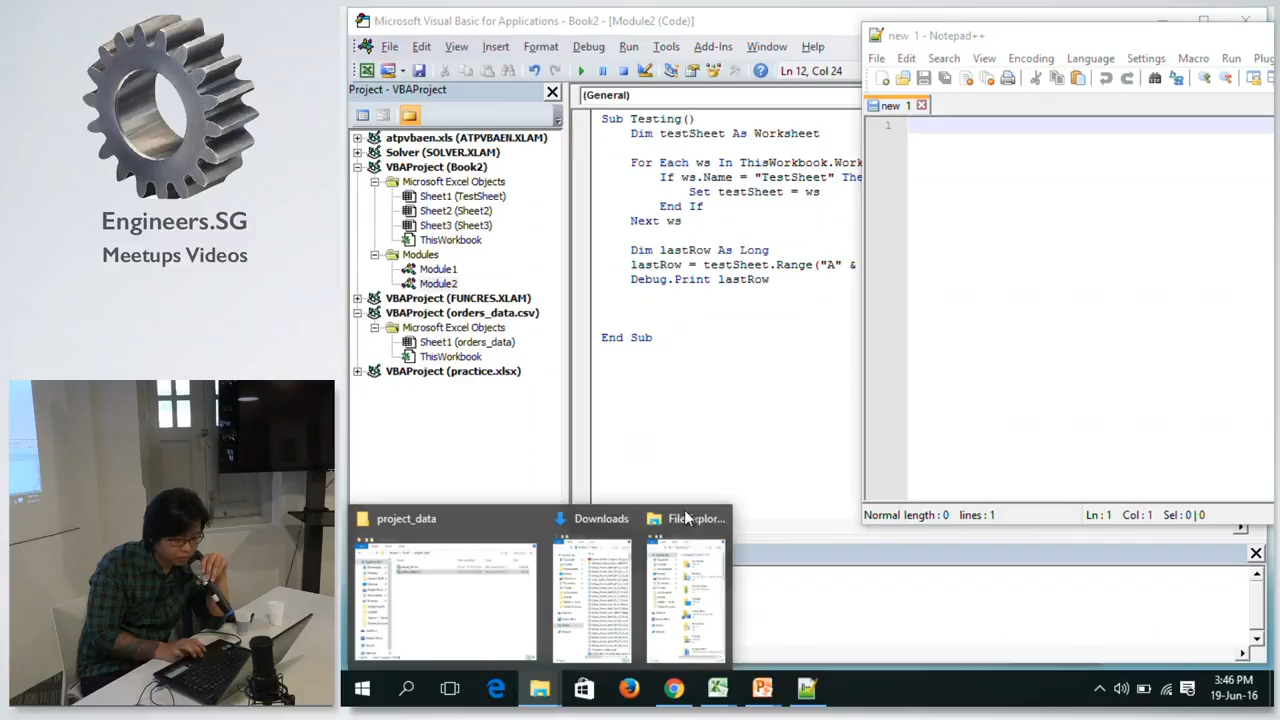 Engineers.SG
Meetups Videos
Microsoft Visual Basic for Applications - Book2 - [Module2 (Code)]
File Edit View Insert Format Debug Run Tools Add-Ins Window Help
Ln 12, Col 24
Project - VBAProject
atpvbaen.xls (ATPVBAEN.XLAM)
Solver (SOLVER.XLAM)
VBAProject (Book2)
Microsoft Excel Objects
Sheet1 (TestSheet)
Sheet2 (Sheet2)
Sheet3 (Sheet3)
ThisWorkbook
Modules
Module1
Module2
VBAProject (FUNCRES.XLAM)
VBAProject (orders_data.csv)
Microsoft Excel Objects
Sheet1 (orders_data)
ThisWorkbook
VBAProject (practice.xlsx)
(General)
Sub Testing()
Dim testSheet As Worksheet
For Each ws In ThisWorkbook.Work
If ws.Name = "TestSheet" The
Set testSheet = ws
End If
Next ws
Dim lastRow As Long
lastRow = testSheet.Range("A" &
Debug.Print lastRow
End Sub
new 1 - Notepad++
File Edit Search View Encoding Language Settings Macro Run Plug
new 1
1
Normal length : 0 lines : 1 Ln : 1 Col : 1 Sel : 0 | 0
project_data
Downloads
File Explor...
3:46 PM
19-Jun-16